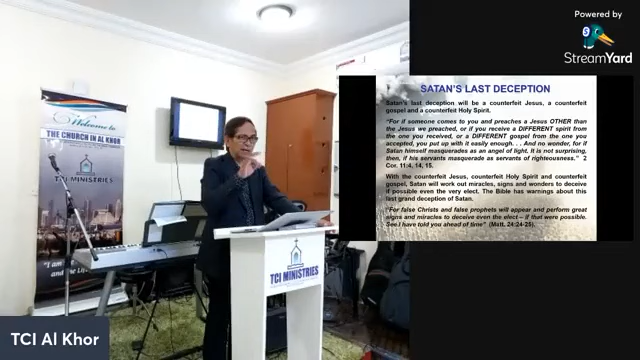 Powered by
StreamYard
SATAN'S LAST DECEPTION
Satan's last deception will be a counterfeit Jesus, a counterfeit
gospel and a counterfeit Holy Spirit.
"For if someone comes to you and preaches a Jesus OTHER than
the Jesus we preached, or if you receive a DIFFERENT spirit from
the one you received, or a DIFFERENT gospel from the one you
accepted, you put up with it easily enough. . . And no wonder, for if
Satan himself masquerades as an angel of light. It is not surprising,
then, if his servants masquerade as servants of righteousness." 2
Cor. 11:4, 14, 15.
With the counterfeit Jesus, counterfeit Holy Spirit and counterfeit
gospel, Satan will work out miracles, signs and wonders to deceive
if possible even the very elect. The Bible has warnings about this
last grand deception of Satan.
"For false Christs and false prophets will appear and perform great
signs and miracles to deceive even the elect – if that were possible.
See I have told you ahead of time" (Matt. 24:24-25).
Welcome to
THE CHURCH IN AL KHOR
TCI MINISTRIES
"I am
and the Li
TCI MINISTRIES
TCI Al Khor